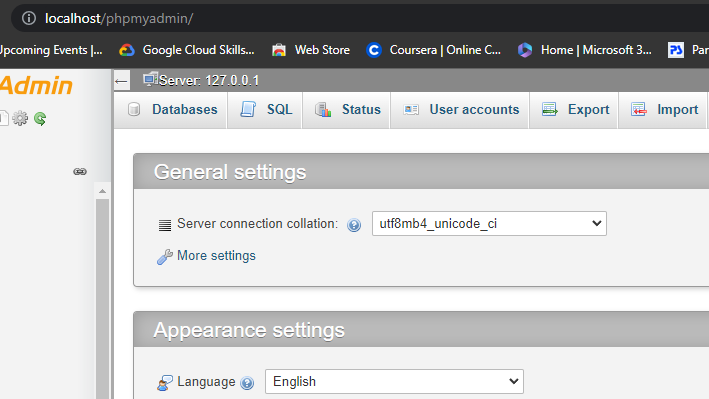 localhost/phpmyadmin/
Upcoming Events |... Google Cloud Skills... Web Store Coursera | Online C... Home | Microsoft 3... Par
Admin
Server: 127.0.0.1
Databases SQL Status User accounts Export Import
General settings
Server connection collation: utf8mb4_unicode_ci
More settings
Appearance settings
Language English